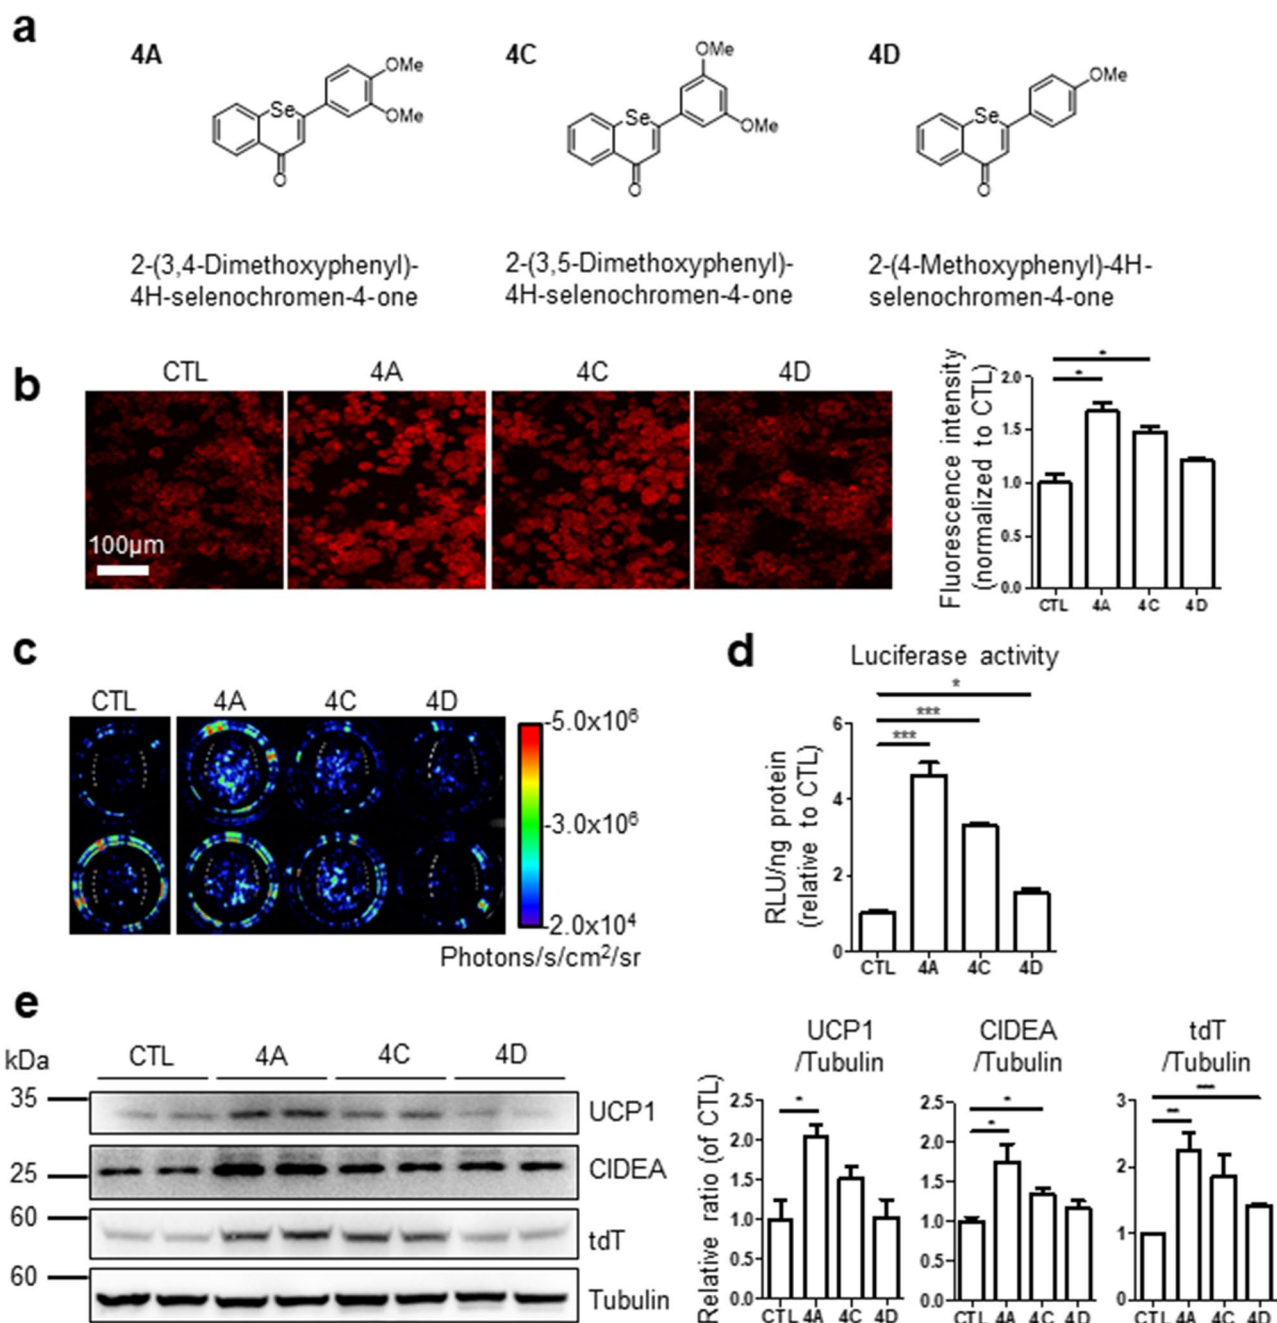 a
4A
4C
4D
OMe
OMe
Se
O
OMe
OMe
Se
O
OMe
Se
O
2-(3,4-Dimethoxyphenyl)-
4H-selenochromen-4-one
2-(3,5-Dimethoxyphenyl)-
4H-selenochromen-4-one
2-(4-Methoxyphenyl)-4H-
selenochromen-4-one
b
CTL
4A
4C
4D
100µm
Fluorescence intensity
(normalized to CTL)
2.0
1.5
1.0
0.5
0.0
*
*
CTL 4A 4C 4D
c
CTL
4A
4C
4D
-5.0x10⁶
-3.0x10⁶
-2.0x10⁴
Photons/s/cm²/sr
d
Luciferase activity
RLU/ng protein
(relative to CTL)
6
4
2
0
*
***
***
CTL 4A 4C 4D
e
kDa
CTL
4A
4C
4D
35
UCP1
25
CIDEA
60
tdT
60
Tubulin
Relative ratio (of CTL)
UCP1
/Tubulin
2.5
2.0
1.5
1.0
0.5
0.0
*
CTL 4A 4C 4D
CIDEA
/Tubulin
2.5
2.0
1.5
1.0
0.5
0.0
*
*
CTL 4A 4C 4D
tdT
/Tubulin
3
2
1
0
***
**
CTL 4A 4C 4D